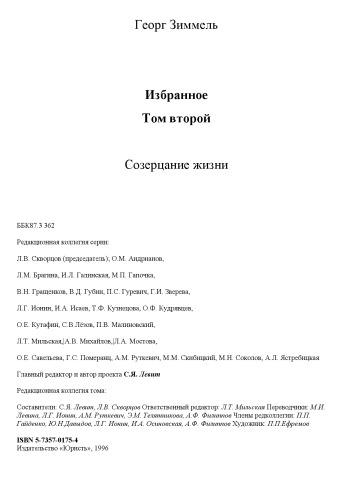 Георг Зиммель
Избранное
Том второй
Созерцание жизни
ББК87.3 З62
Редакционная коллегия серии:
Л.В. Скворцов (председатель); О.М. Андрианов,
Л.М. Брагина, И.Л. Галинская, М.П. Гапочка,
В.Н. Гращенков, В.Д. Губин, П.С. Гуревич, Г.И. Зверева,
Л.Г. Ионин, И.А. Исаев, Т.Ф. Кузнецова, О.Ф. Кудрявцев,
О.Е. Кутафин, С.В.Лёзов, П.В. Малиновский,
Л.Т. Мильская,|А.В. Михайлов,|Л.А. Мостова,
О.Е. Савельева, Г.С. Померанц, А.М. Руткевич, М.М. Скибицкий, М.Н. Соколов, А.Л. Ястребицкая
Главный редактор и автор проекта С.Я. Левит
Редакционная коллегия тома:
Составители: С.Я. Левит, Л.В. Скворцов Ответственный редактор: Л.Т. Мильская Переводчики: М.И.
Левина, Л.Г. Ионин, А.М. Руткевич, Э.М. Телятникова, А.Ф. Филиппов Члены редколлегии: П.П.
Гайденко, Ю.Н.Давыдов, Л.Г. Ионин, И.А. Осиновская, А.Ф. Филиппов Художник: П.П.Ефремов
ISBN 5-7357-0175-4
Издательство «Юристъ», 1996